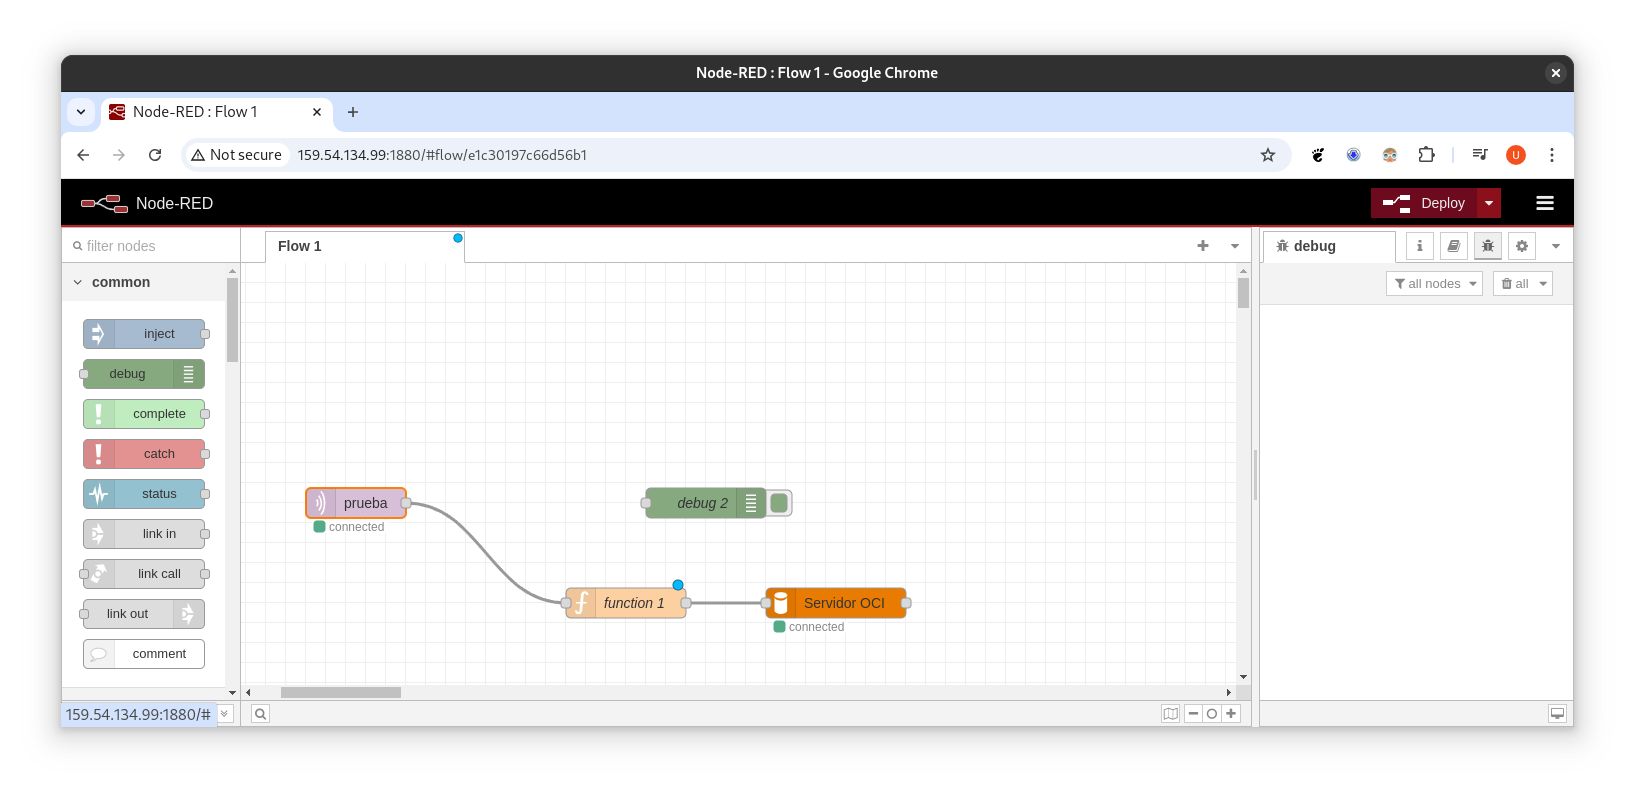 Node-RED : Flow 1 - Google Chrome
Node-RED : Flow 1
Not secure 159.54.134.99:1880/#flow/e1c30197c66d56b1
U
Node-RED
Deploy
filter nodes
Flow 1
debug
i
common
all nodes
all
inject
debug
complete
catch
status
link in
link call
link out
comment
prueba
connected
debug 2
function 1
Servidor OCI
connected
159.54.134.99:1880/#